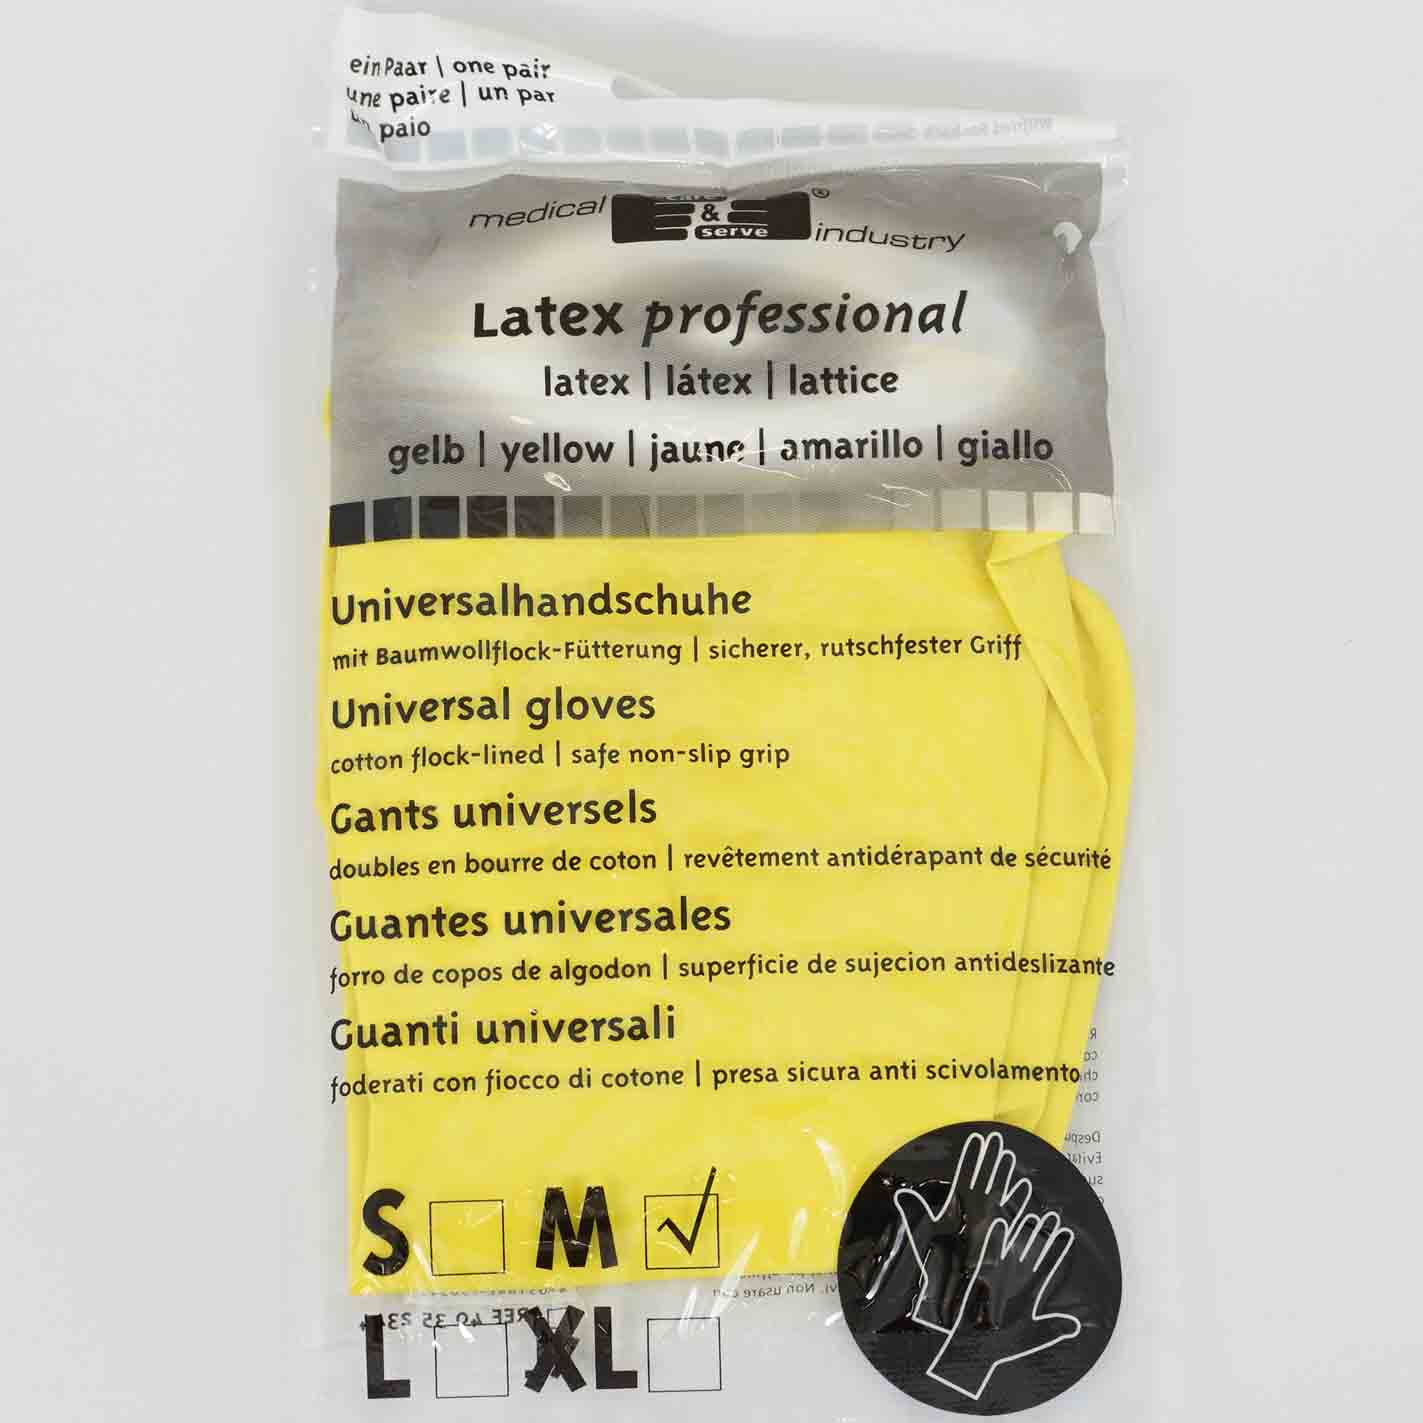 ein Paar | one pair
une paire | un par
un paio
medical care & serve® industry
Latex professional
latex | látex | lattice
gelb | yellow | jaune | amarillo | giallo
Universalhandschuhe
mit Baumwollflock-Fütterung | sicherer, rutschfester Griff
Universal gloves
cotton flock-lined | safe non-slip grip
Gants universels
doubles en bourre de coton | revêtement antidérapant de sécurité
Guantes universales
forro de copos de algodon | superficie de sujecion antideslizante
Guanti universali
foderati con fiocco di cotone | presa sicura anti scivolamento
S M
L XL